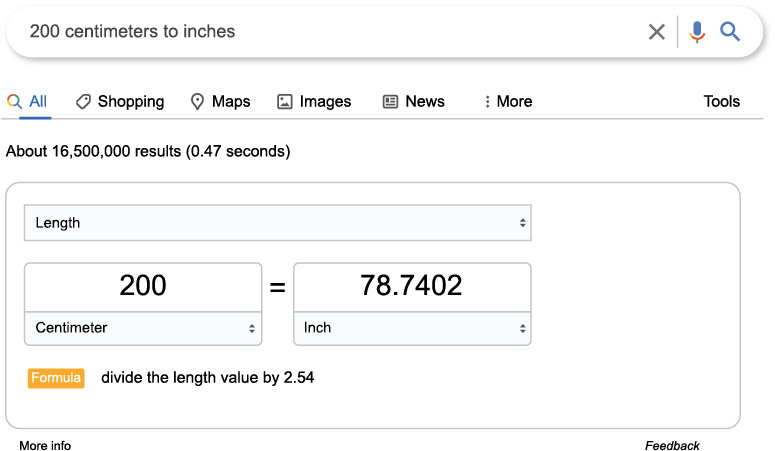 200 centimeters to inches
All Shopping Maps Images News More Tools
About 16,500,000 results (0.47 seconds)
Length
200 = 78.7402
Centimeter Inch
Formula divide the length value by 2.54
More info Feedback